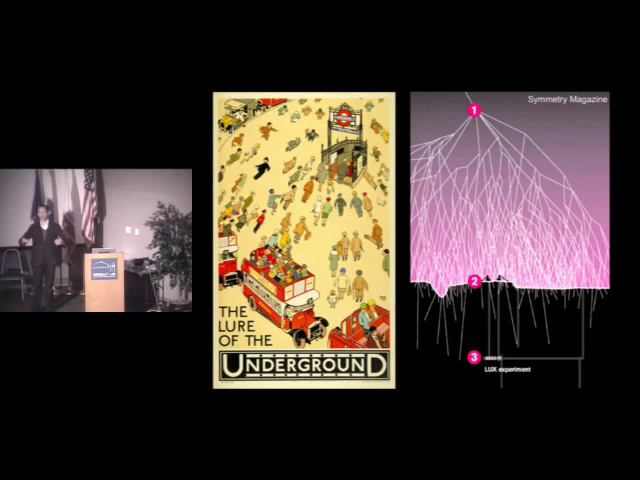 Symmetry Magazine
1
2
3
LUX experiment
THE
LURE
OF THE
UNDERGROUND